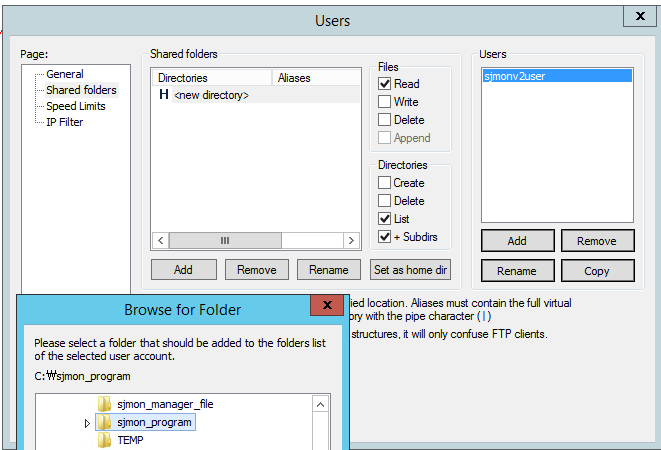 Users
x
Page:
General
Shared folders
Speed Limits
IP Filter
Shared folders
Directories Aliases
H <new directory>
Add Remove Rename Set as home dir
Files
Read
Write
Delete
Append
Directories
Create
Delete
List
+ Subdirs
Users
sjmonv2user
Add Remove
Rename Copy
ied location. Aliases must contain the full virtual
ory with the pipe character (|)
structures, it will only confuse FTP clients.
Browse for Folder
x
Please select a folder that should be added to the folders list
of the selected user account.
C:₩sjmon_program
sjmon_manager_file
sjmon_program
TEMP